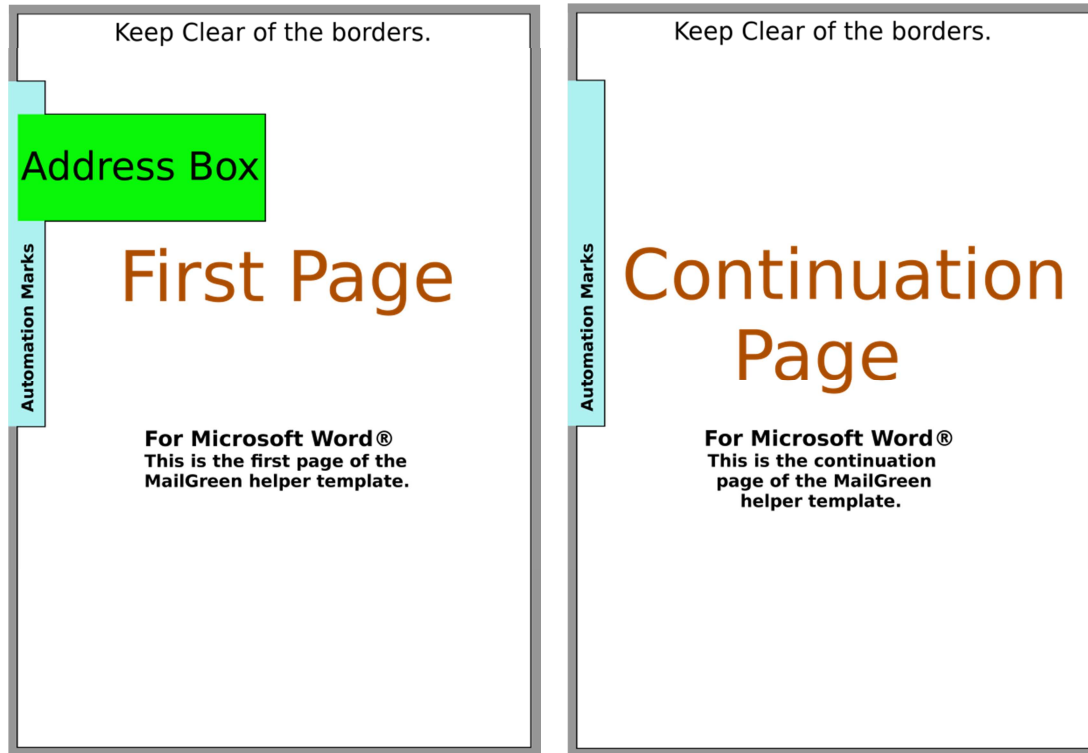 Keep Clear of the borders.
Address Box
Automation Marks
First Page
For Microsoft Word®
This is the first page of the
MailGreen helper template.
Keep Clear of the borders.
Automation Marks
Continuation
Page
For Microsoft Word®
This is the continuation
page of the MailGreen
helper template.